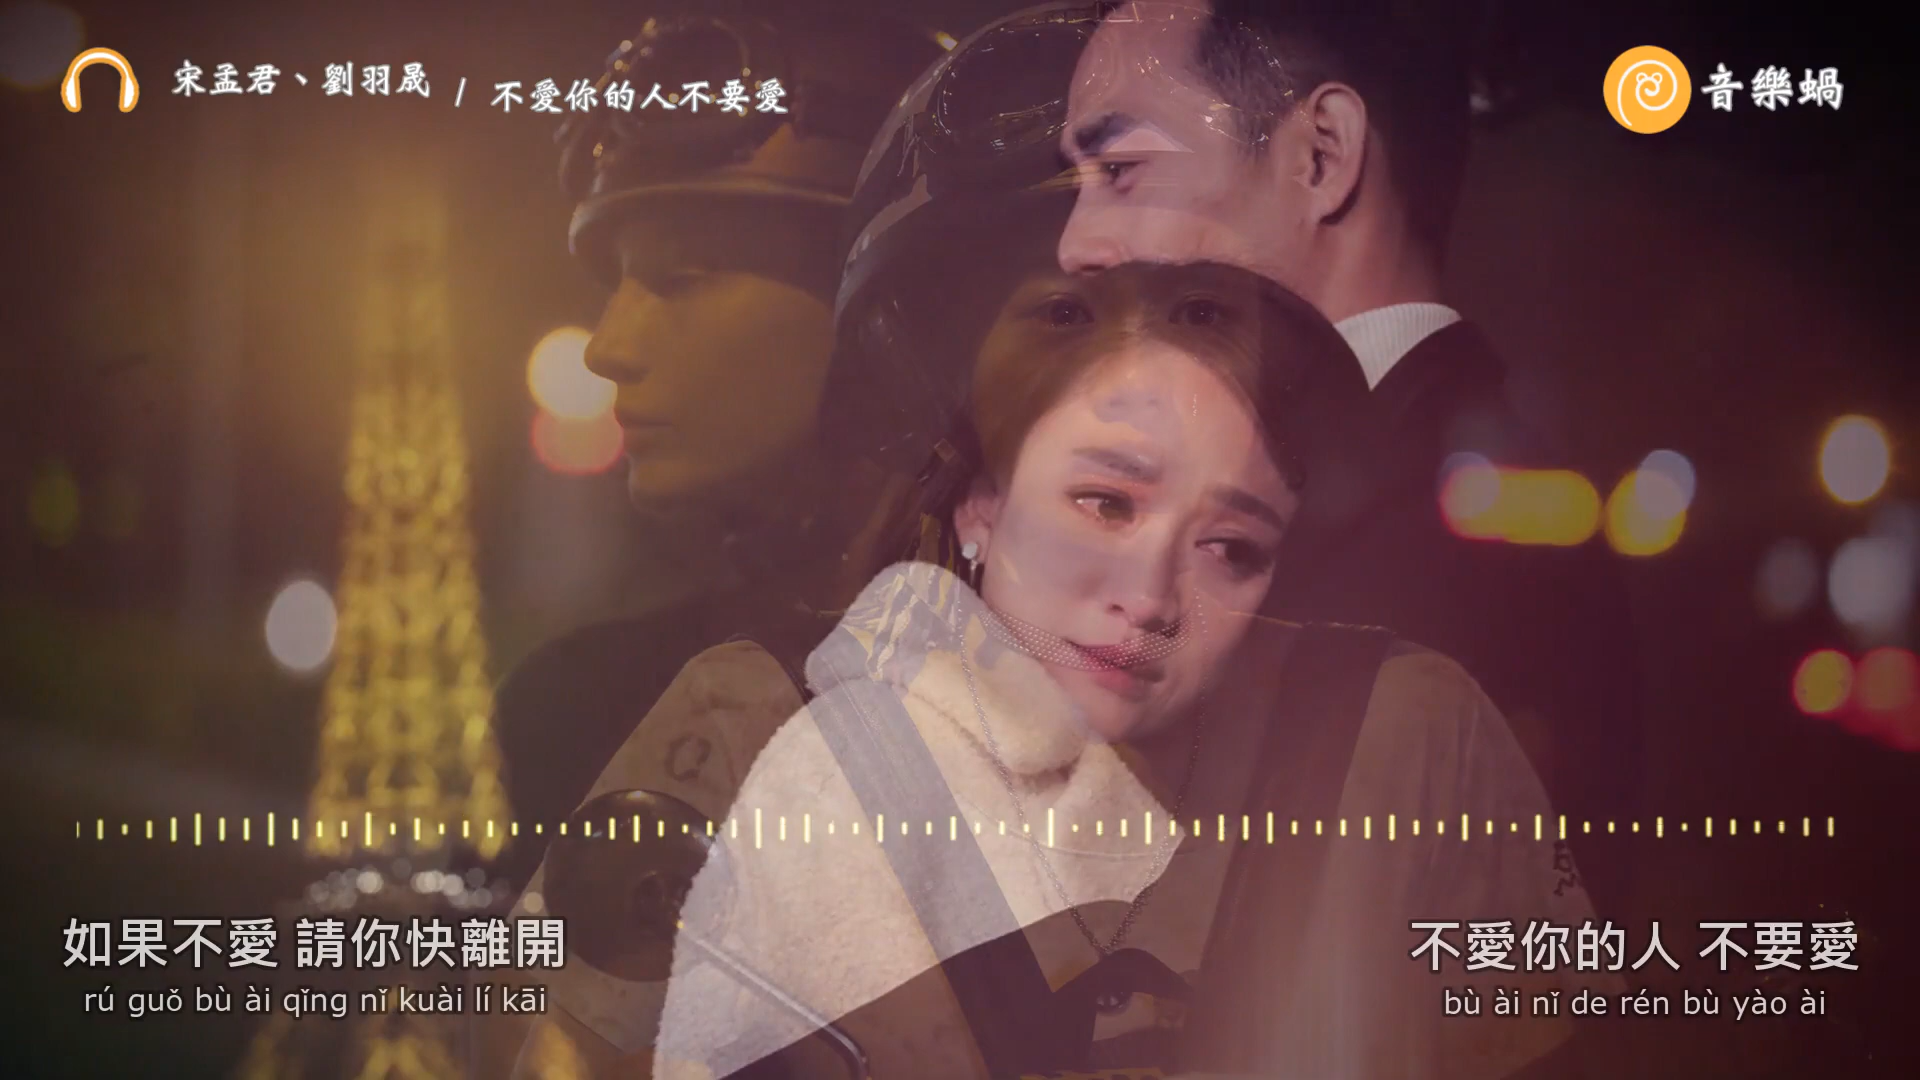 宋孟君、劉羽晟 / 不愛你的人不要愛
音樂蝸
如果不愛 請你快離開
rú guǒ bù ài qǐng nǐ kuài lí kāi
不愛你的人 不要愛
bù ài nǐ de rén bù yào ài